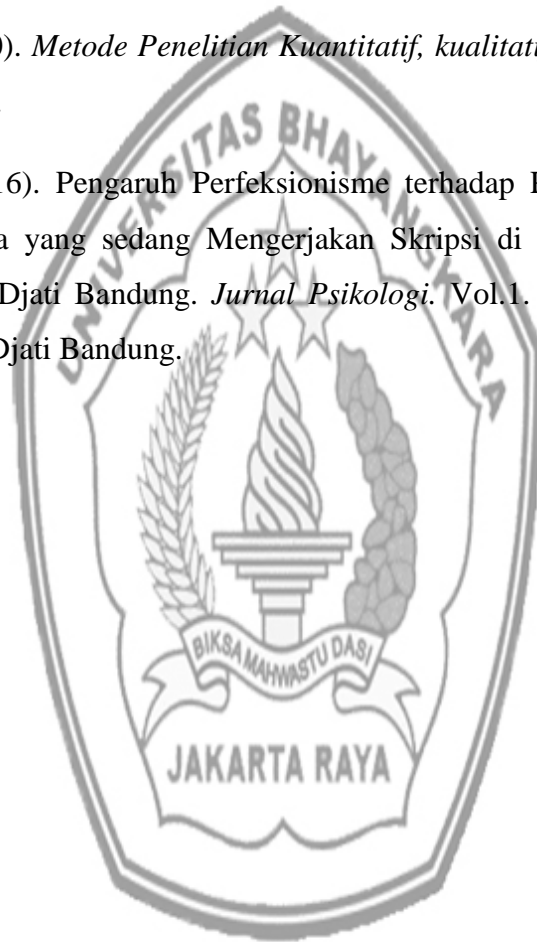 ). Metode Penelitian Kuantitatif, kualitati
16). Pengaruh Perfeksionisme terhadap
a yang sedang Mengerjakan Skripsi di
Djati Bandung. Jurnal Psikologi. Vol.1.
Djati Bandung.
UNIVERSITAS BHAYANGKARA
BIKSA MAHWASTU DASI
JAKARTA RAYA